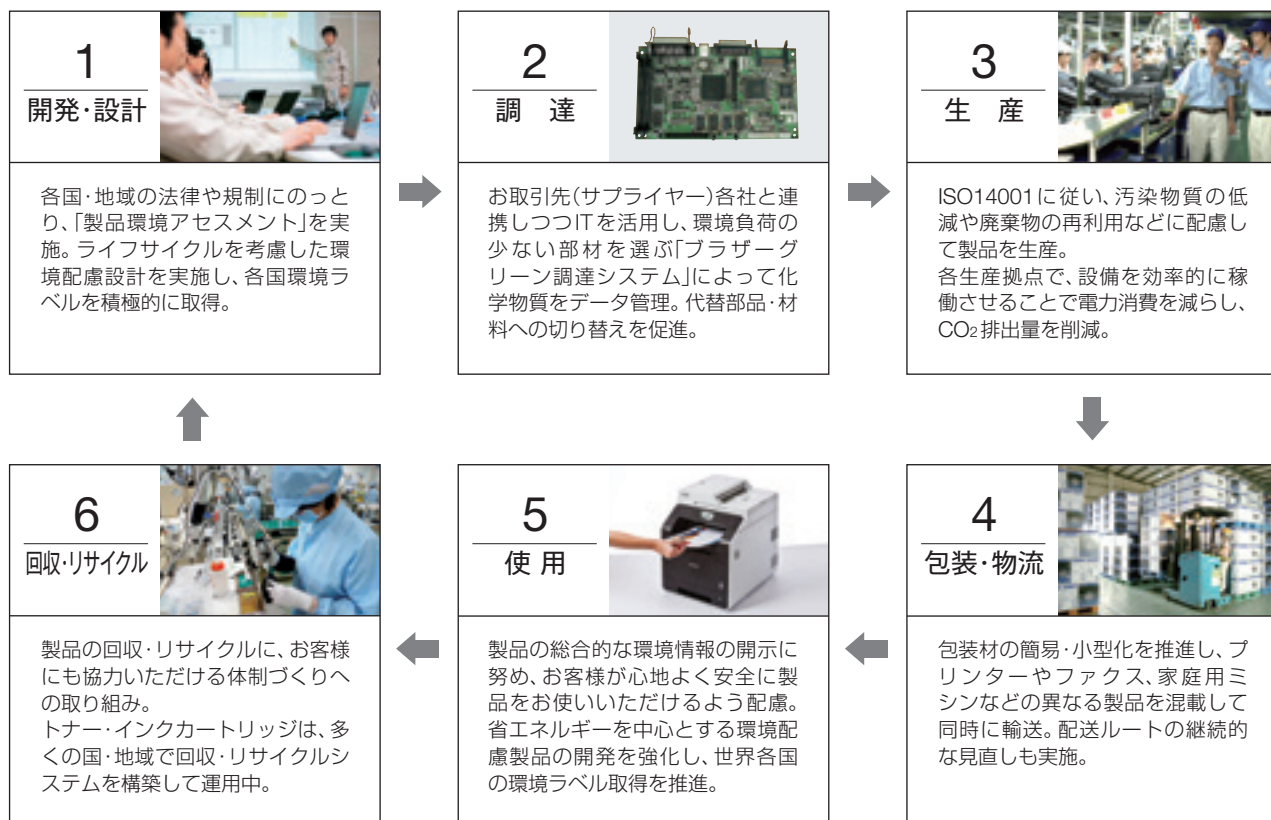 1
開発·設計
各国·地域の法律や規制にのっと
り、「製品環境アセスメント」を実
施。ライフサイクルを考慮した環
境配慮設計を実施し、各国環境ラ
ベルを積極的に取得。
2
調 達
お取引先(サプライヤー)各社と連
携しつつITを活用し、環境負荷の
少ない部材を選ぶ「ブラザーグ
リーン調達システム」によって化
学物質をデータ管理。代替部品·材
料への切り替えを促進。
3
生 産
ISO14001に従い、汚染物質の低
減や廃棄物の再利用などに配慮し
て製品を生産。
各生産拠点で、設備を効率的に稼
働させることで電力消費を減らし、
CO₂排出量を削減。
4
包装·物流
包装材の簡易·小型化を推進し、プ
リンターやファクス、家庭用ミ
シンなどの異なる製品を混載して
同時に輸送。配送ルートの継続的
な見直しも実施。
5
使 用
製品の総合的な環境情報の開示に
努め、お客様が心地よく安全に製
品をお使いいただけるよう配慮。
省エネルギーを中心とする環境配
慮製品の開発を強化し、世界各国
の環境ラベル取得を推進。
6
回収·リサイクル
製品の回収·リサイクルに、お客様
にも協力いただける体制づくりへ
の取り組み。
トナー·インクカートリッジは、多
くの国·地域で回収·リサイクルシ
ステムを構築して運用中。